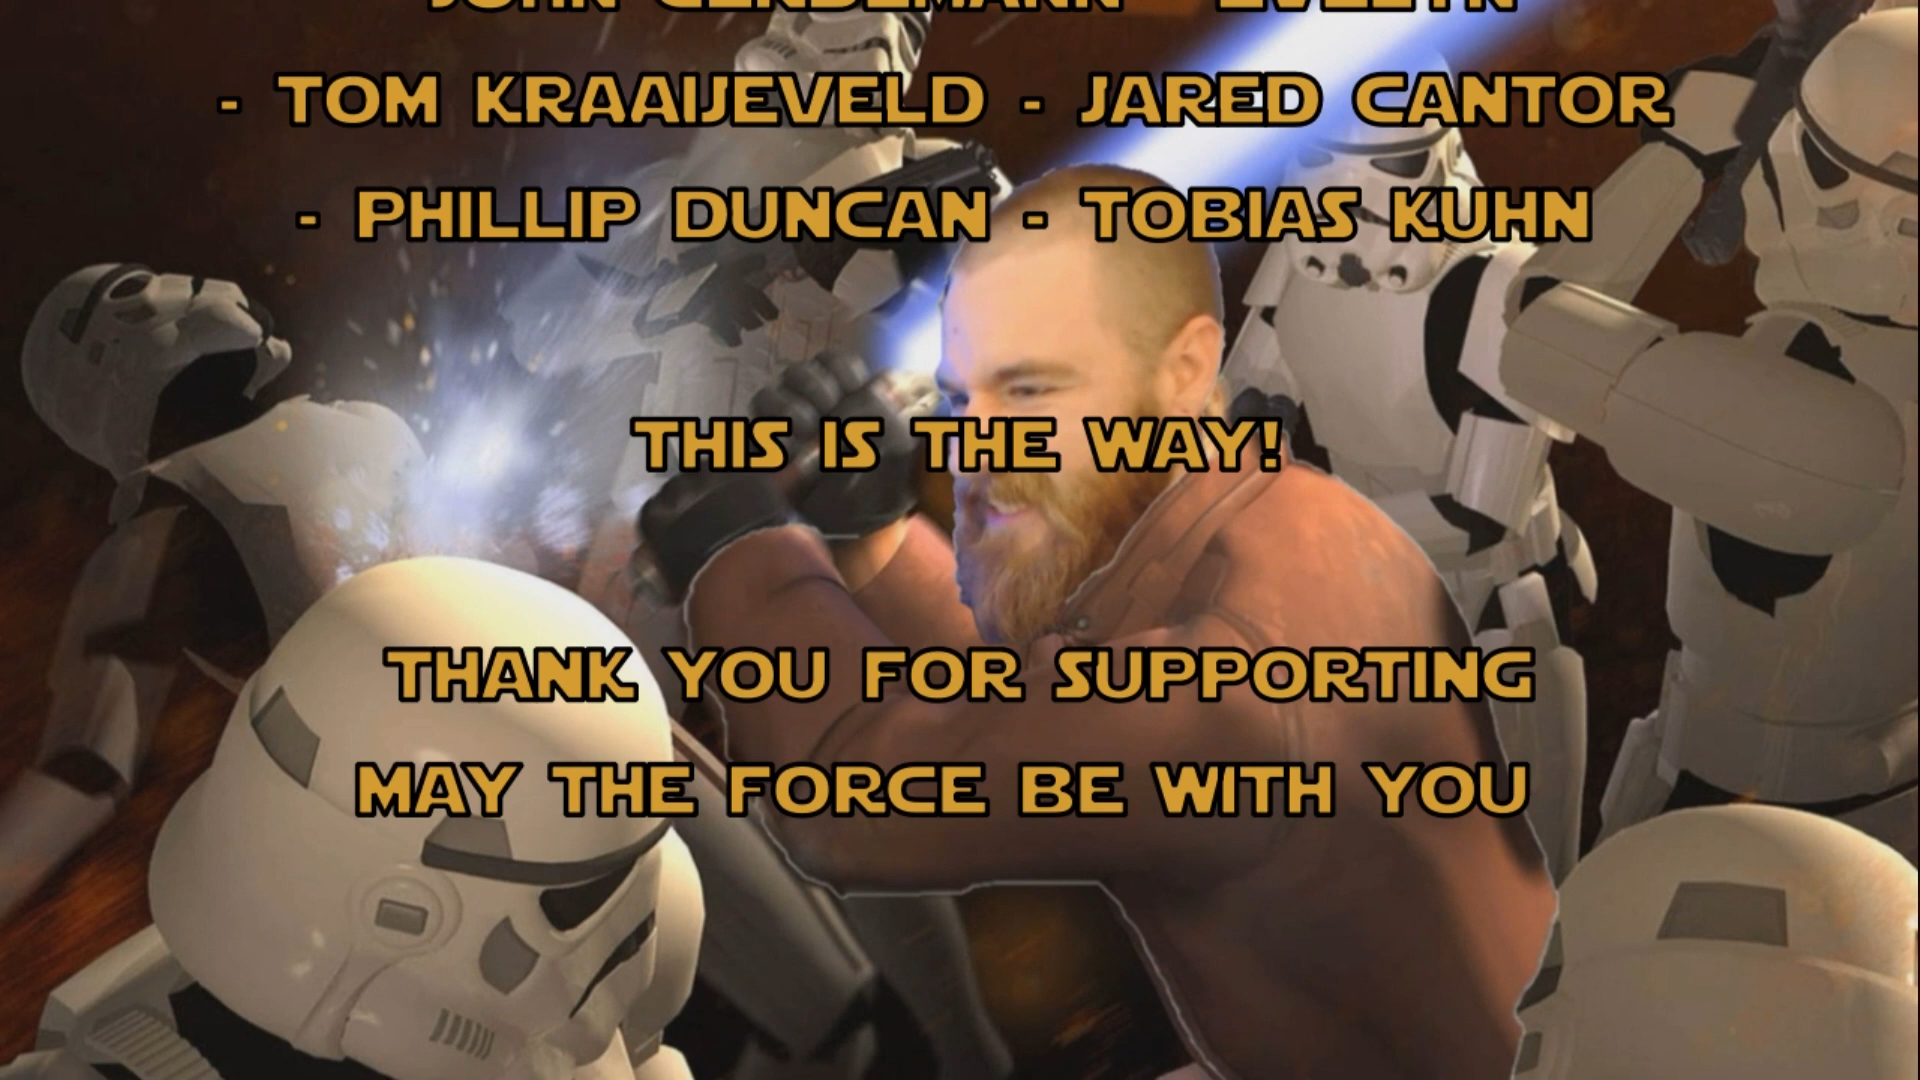 - TOM KRAAIJEVELD - JARED CANTOR
- PHILLIP DUNCAN - TOBIAS KUHN
THIS IS THE WAY!
THANK YOU FOR SUPPORTING
MAY THE FORCE BE WITH YOU